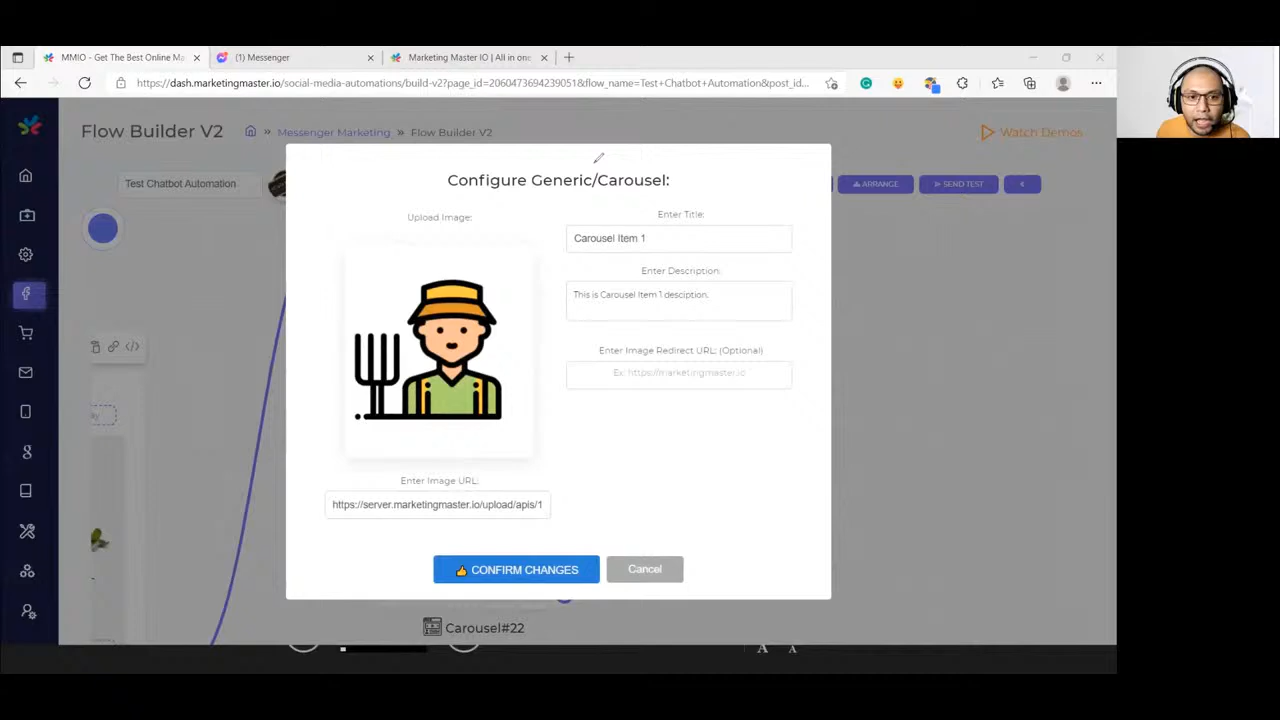 MMIO - Get The Best Online Ma
(1) Messenger
Marketing Master IO | All in one
https://dash.marketingmaster.io/social-media-automations/build-v2?page_id=2060473694239051&flow_name=Test+Chatbot+Automation&post_id...
Flow Builder V2
Messenger Marketing » Flow Builder V2
Watch Demos
Test Chatbot Automation
ARRANGE
SEND TEST
Configure Generic/Carousel:
Upload Image:
Enter Title:
Carousel Item 1
Enter Description:
This is Carousel Item 1 desciption.
Enter Image Redirect URL: (Optional)
Ex: https://marketingmaster.io
Enter Image URL:
https://server.marketingmaster.io/upload/apis/1
CONFIRM CHANGES
Cancel
Carousel#22
A A